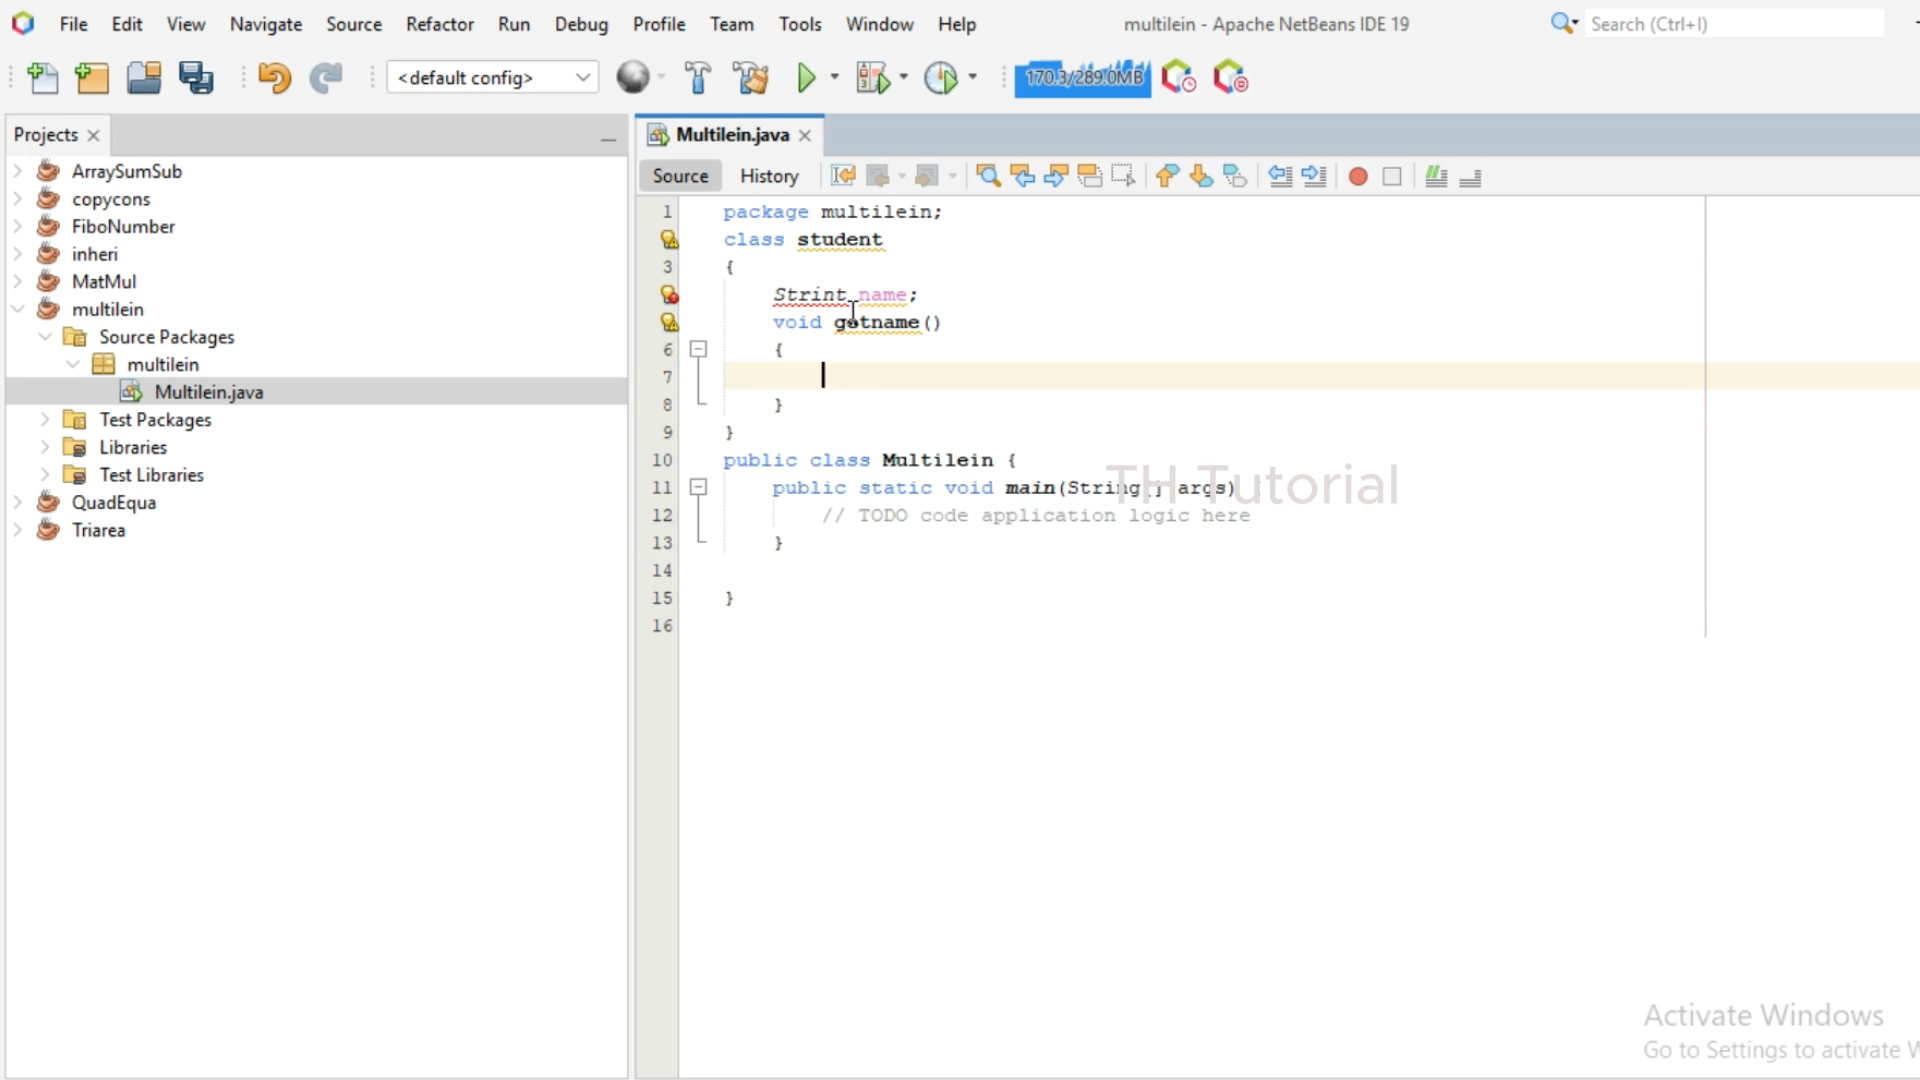 File Edit View Navigate Source Refactor Run Debug Profile Team Tools Window Help
multilein - Apache NetBeans IDE 19
Search (Ctrl+I)
<default config>
170.3/289.0MB
Projects
ArraySumSub
copycons
FiboNumber
inheri
MatMul
multilein
Source Packages
multilein
Multilein.java
Test Packages
Libraries
Test Libraries
QuadEqua
Triarea
Multilein.java
Source History
1 package multilein;
class student
3 {
Strint name;
void getname()
6 {
7
8 }
9 }
10 public class Multilein {
11 public static void main(String[] args)
12 // TODO code application logic here
13 }
14
15 }
16
TH Tutorial
Activate Windows
Go to Settings to activate